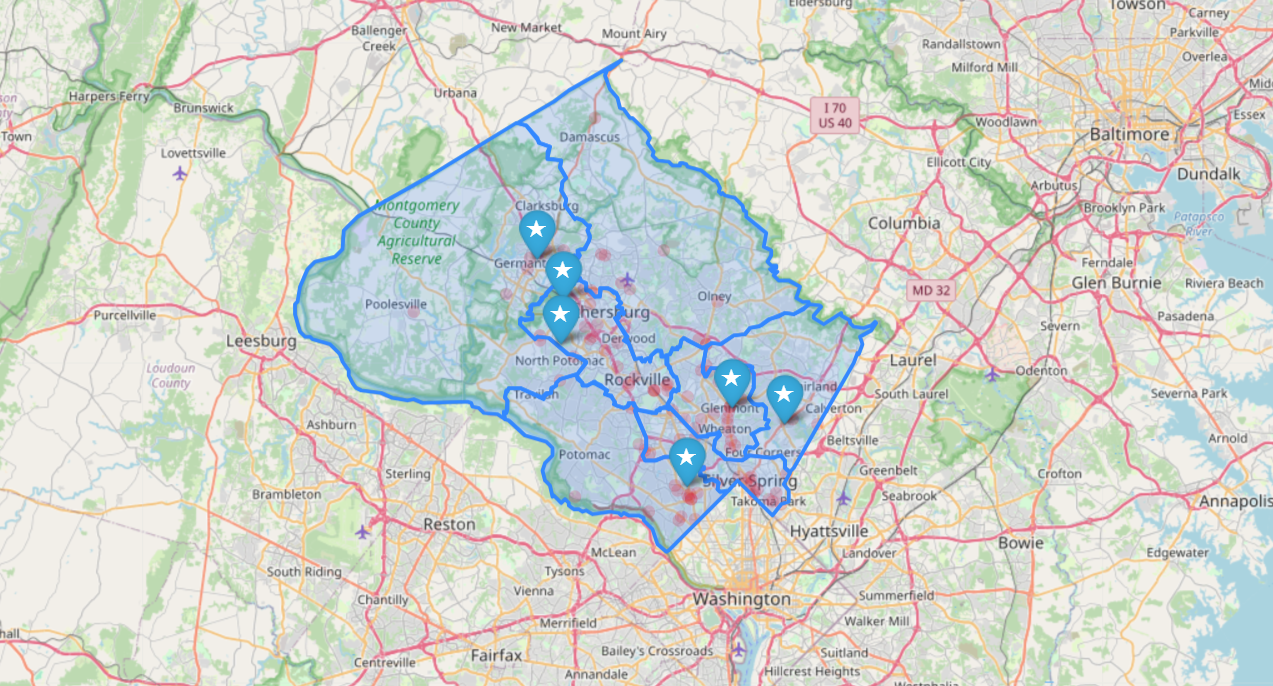 Eldersburg
Towson
Carney
Parkville
New Market
Ballenger
Creek
Mount Airy
Randallstown
Overlea
Milford Mill
Harpers Ferry
Urbana
Brunswick
I 70
US 40
Woodlawn
Essex
Town
Damascus
Baltimore
Lovettsville
Ellicott City
Dundalk
Arbutus
Montgomery
County
Agricultural
Reserve
Clarksburg
Brooklyn Park
Columbia
Patapsco
River
Ferndale
MD 32
Glen Burnie
Riviera Beach
Poolesville
Olney
Purcellville
Pasadena
Severn
Leesburg
Derwood
North Potomac
Laurel
Loudoun
County
Odenton
Rockville
Travilah
South Laurel
Severna Park
Glenmont
Calverton
Ashburn
Wheaton
Beltsville
Arnold
Four Corners
Potomac
Sterling
Greenbelt
Crofton
Silver Spring
Brambleton
Takoma Park
Seabrook
Annapolis
Reston
Hyattsville
Bowie
McLean
Landover
Edgewater
South Riding
Tysons
Vienna
Chantilly
Washington
Summerfield
Merrifield
Walker Mill
Fairfax
Bailey's Crossroads
Suitland
Centreville
Annandale
Hillcrest Heights